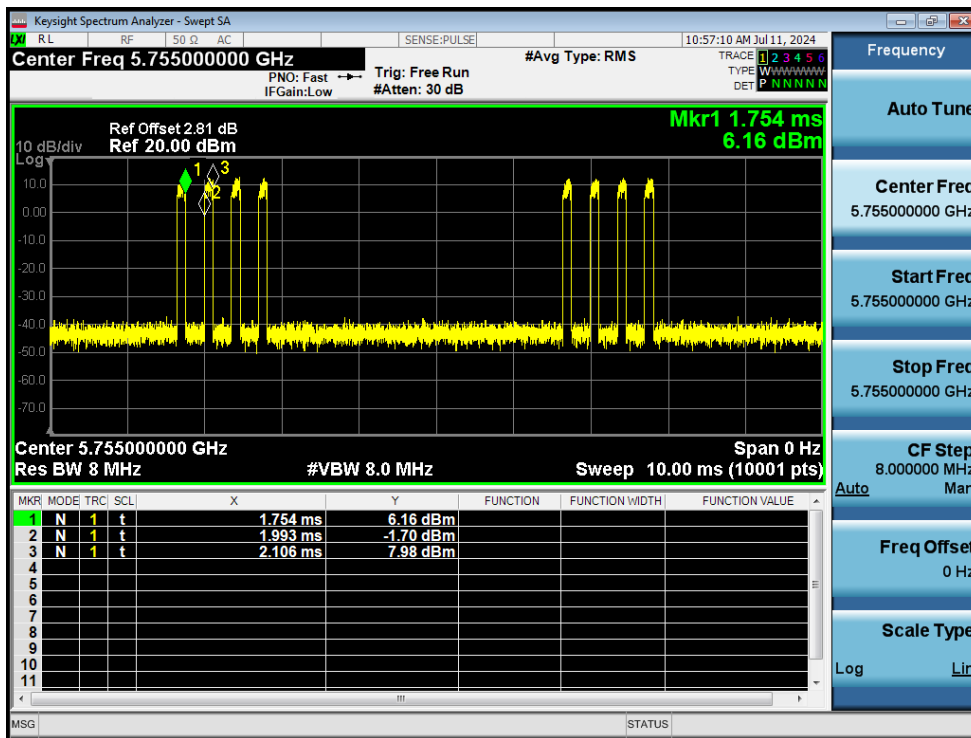 Keysight Spectrum Analyzer - Swept SA
LXI RL RF 50 Ω AC SENSE:PULSE 10:57:10 AM Jul 11, 2024
Center Freq 5.755000000 GHz
PNO: Fast
IFGain:Low
Trig: Free Run
#Atten: 30 dB
#Avg Type: RMS
TRACE 1 2 3 4 5 6
TYPE WWWWWW
DET P N N N N N
Mkr1 1.754 ms
6.16 dBm
Ref Offset 2.81 dB
10 dB/div Ref 20.00 dBm
Log
10.0
0.00
-10.0
-20.0
-30.0
-40.0
-50.0
-60.0
-70.0
1
2
3
Center 5.755000000 GHz Span 0 Hz
Res BW 8 MHz #VBW 8.0 MHz Sweep 10.00 ms (10001 pts)
MKR MODE TRC SCL X Y FUNCTION FUNCTION WIDTH FUNCTION VALUE
1 N 1 t 1.754 ms 6.16 dBm
2 N 1 t 1.993 ms -1.70 dBm
3 N 1 t 2.106 ms 7.98 dBm
4
5
6
7
8
9
10
11
MSG STATUS
Frequency
Auto Tune
Center Freq
5.755000000 GHz
Start Freq
5.755000000 GHz
Stop Freq
5.755000000 GHz
CF Step
8.000000 MHz
Auto Man
Freq Offset
0 Hz
Scale Type
Log Lin